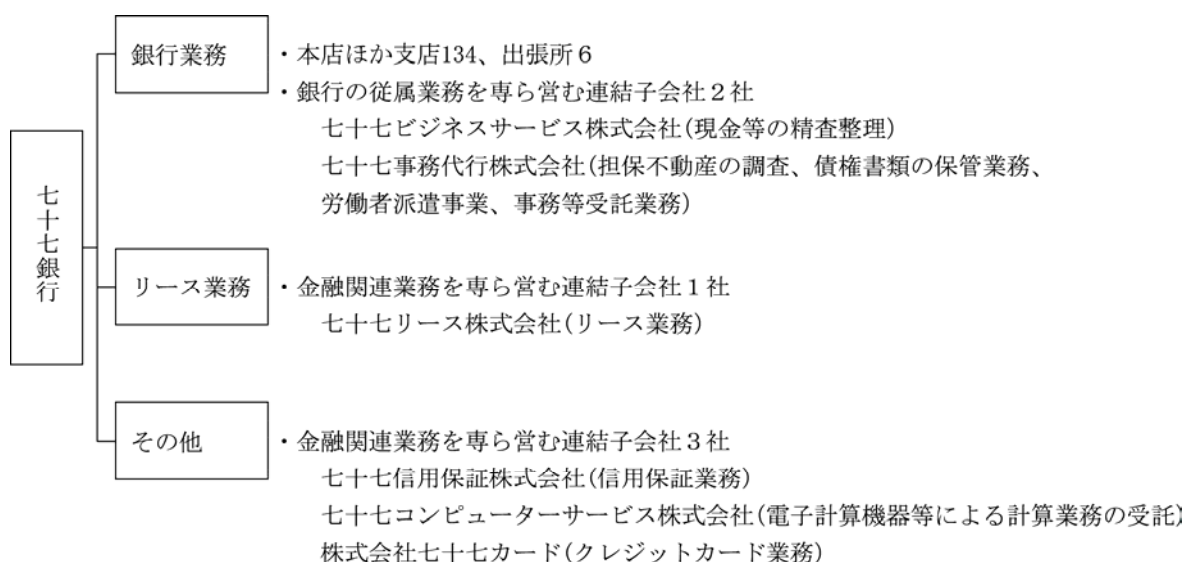 銀行業務
・本店ほか支店134、出張所6
・銀行の従属業務を専ら営む連結子会社2社
七十七ビジネスサービス株式会社(現金等の精査整理)
七十七事務代行株式会社(担保不動産の調査、債権書類の保管業務、
労働者派遣事業、事務等受託業務)
七十七銀行
リース業務
・金融関連業務を専ら営む連結子会社1社
七十七リース株式会社(リース業務)
その他
・金融関連業務を専ら営む連結子会社3社
七十七信用保証株式会社(信用保証業務)
七十七コンピューターサービス株式会社(電子計算機器等による計算業務の受託)
株式会社七十七カード(クレジットカード業務)